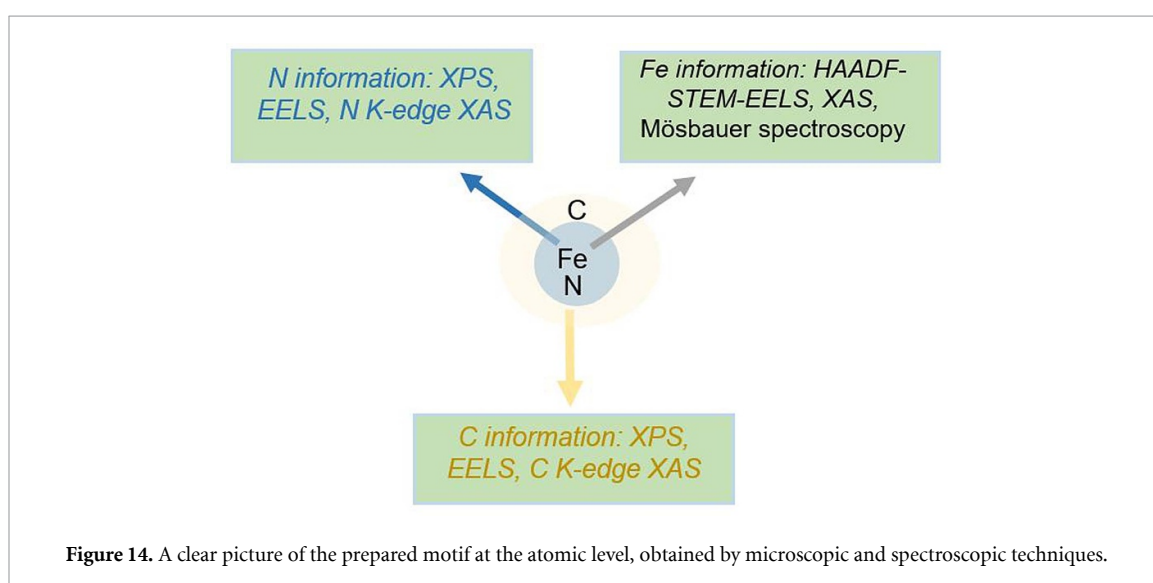 N information: XPS,
EELS, N K-edge XAS
Fe information: HAADF-
STEM-EELS, XAS,
Mösbauer spectroscopy
C
Fe
N
C information: XPS,
EELS, C K-edge XAS
Figure 14. A clear picture of the prepared motif at the atomic level, obtained by microscopic and spectroscopic techniques.